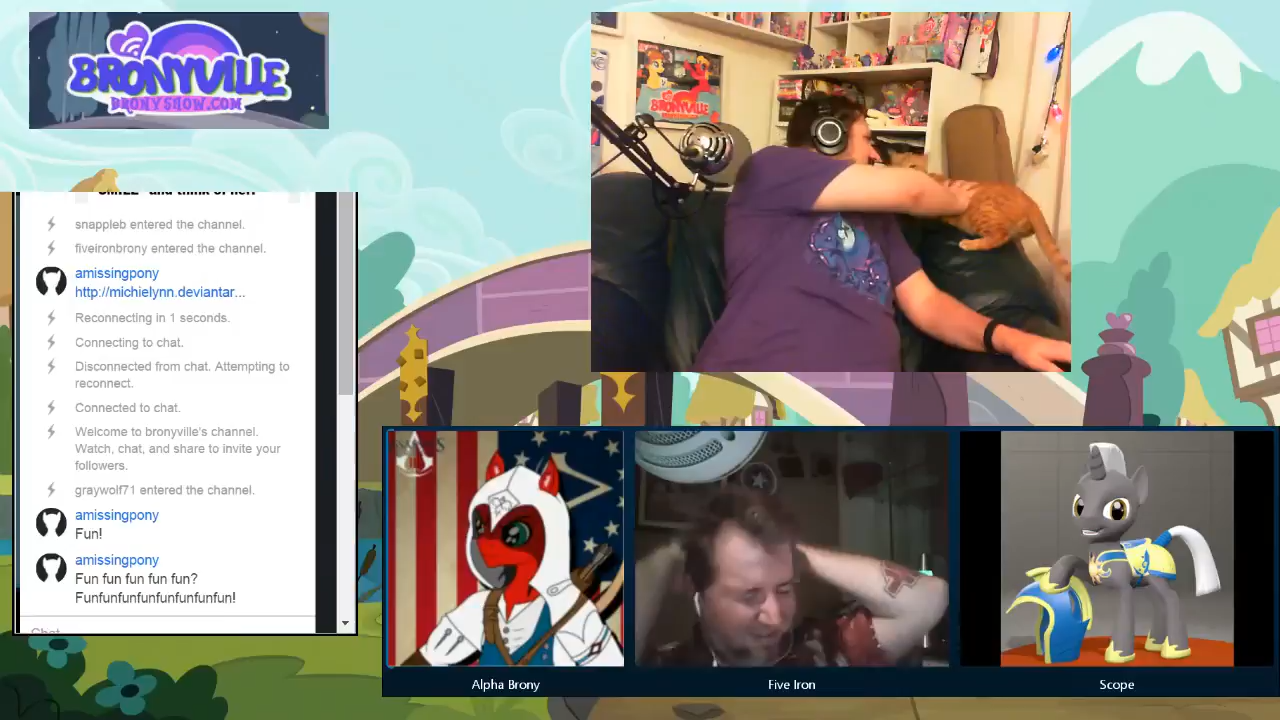 BRONYVILLE
BRONYSHOW.COM
snappleb entered the channel.
fiveironbrony entered the channel.
amissingpony
http://michielynn.deviantar...
Reconnecting in 1 seconds.
Connecting to chat.
Disconnected from chat. Attempting to
reconnect.
Connected to chat.
Welcome to bronyville's channel.
Watch, chat, and share to invite your
followers.
graywolf71 entered the channel.
amissingpony
Fun!
amissingpony
Fun fun fun fun fun?
Funfunfunfunfunfunfunfun!
BRONYVILLE
Alpha Brony
Five Iron
Scope